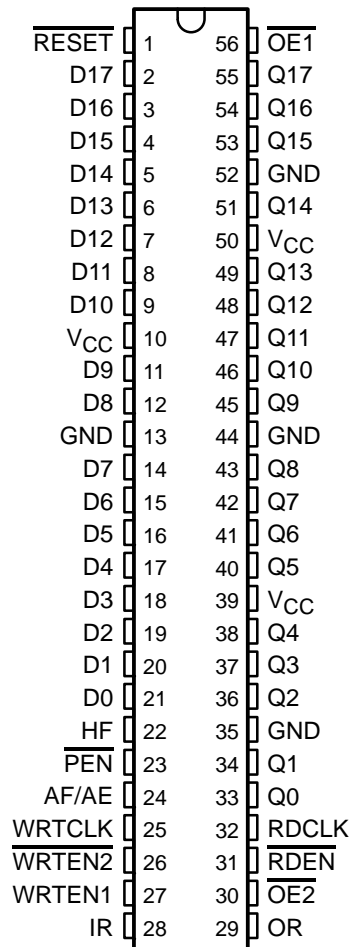 RESET 1 56 OE1
D17 2 55 Q17
D16 3 54 Q16
D15 4 53 Q15
D14 5 52 GND
D13 6 51 Q14
D12 7 50 VCC
D11 8 49 Q13
D10 9 48 Q12
VCC 10 47 Q11
D9 11 46 Q10
D8 12 45 Q9
GND 13 44 GND
D7 14 43 Q8
D6 15 42 Q7
D5 16 41 Q6
D4 17 40 Q5
D3 18 39 VCC
D2 19 38 Q4
D1 20 37 Q3
D0 21 36 Q2
HF 22 35 GND
PEN 23 34 Q1
AF/AE 24 33 Q0
WRTCLK 25 32 RDCLK
WRTEN2 26 31 RDEN
WRTEN1 27 30 OE2
IR 28 29 OR